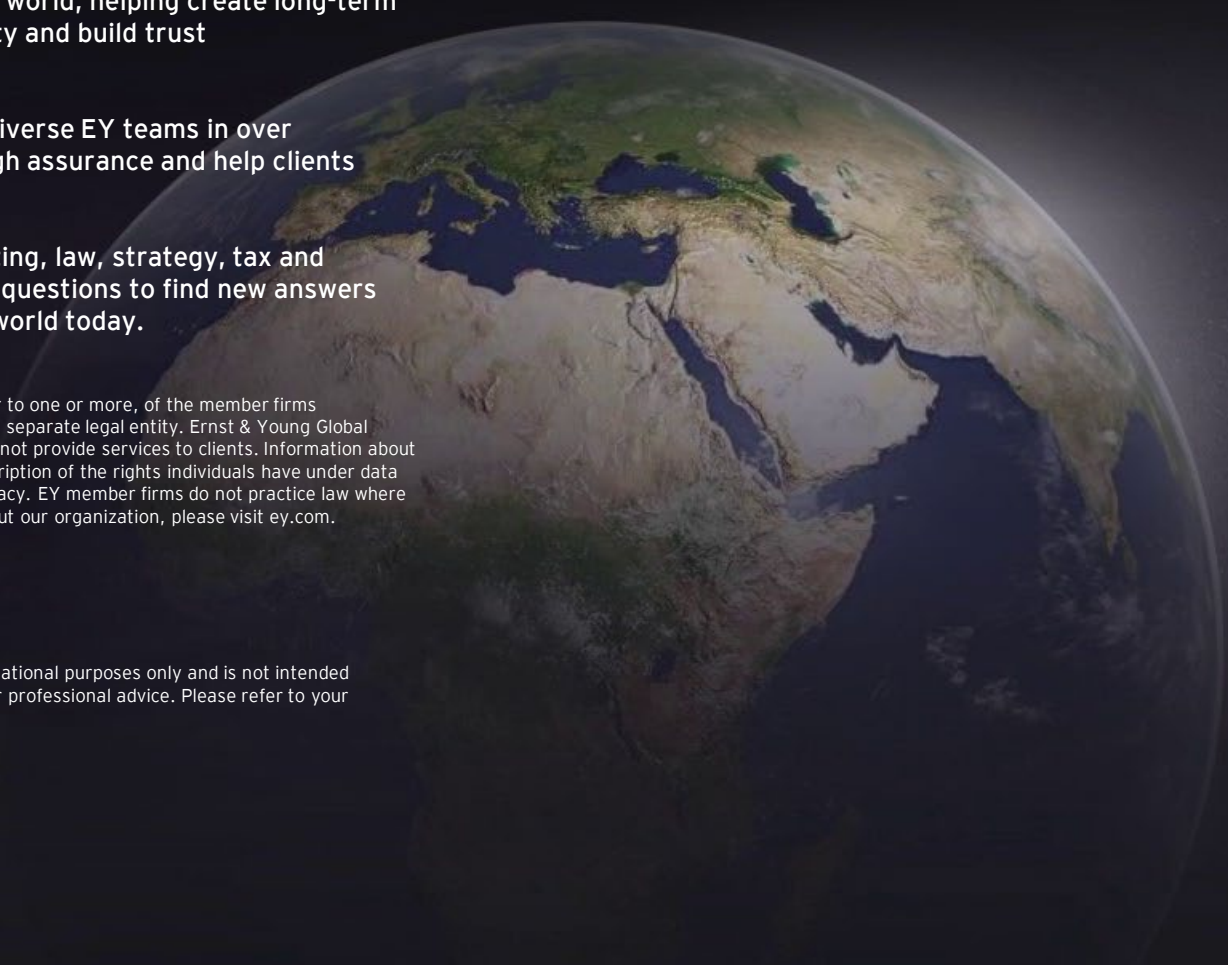 world, helping create long-term
ty and build trust
iverse EY teams in over
gh assurance and help clients
ting, law, strategy, tax and
questions to find new answers
world today.
r to one or more, of the member firms
separate legal entity. Ernst & Young Global
not provide services to clients. Information about
ription of the rights individuals have under data
acy. EY member firms do not practice law where
ut our organization, please visit ey.com.
ational purposes only and is not intended
r professional advice. Please refer to your